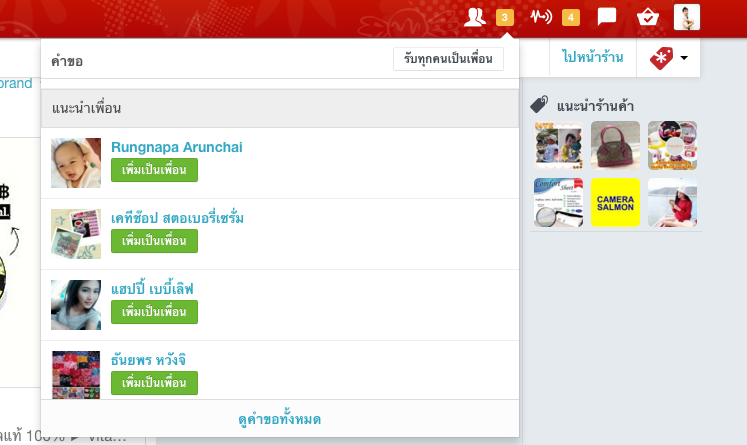 3
4
คำขอ
รับทุกคนเป็นเพื่อน
ไปหน้าร้าน
brand
แนะนำเพื่อน
แนะนำร้านค้า
Rungnapa Arunchai
เพิ่มเป็นเพื่อน
เคทีช้อป สตอเบอรี่เชรั่ม
เพิ่มเป็นเพื่อน
แฮปปี้ เบบี้เลิฟ
เพิ่มเป็นเพื่อน
ธันยพร หวังจิ
เพิ่มเป็นเพื่อน
Comfort Sheet
CAMERA
SALMON
ดูคำขอทั้งหมด
แท้ 100% ► Vita...